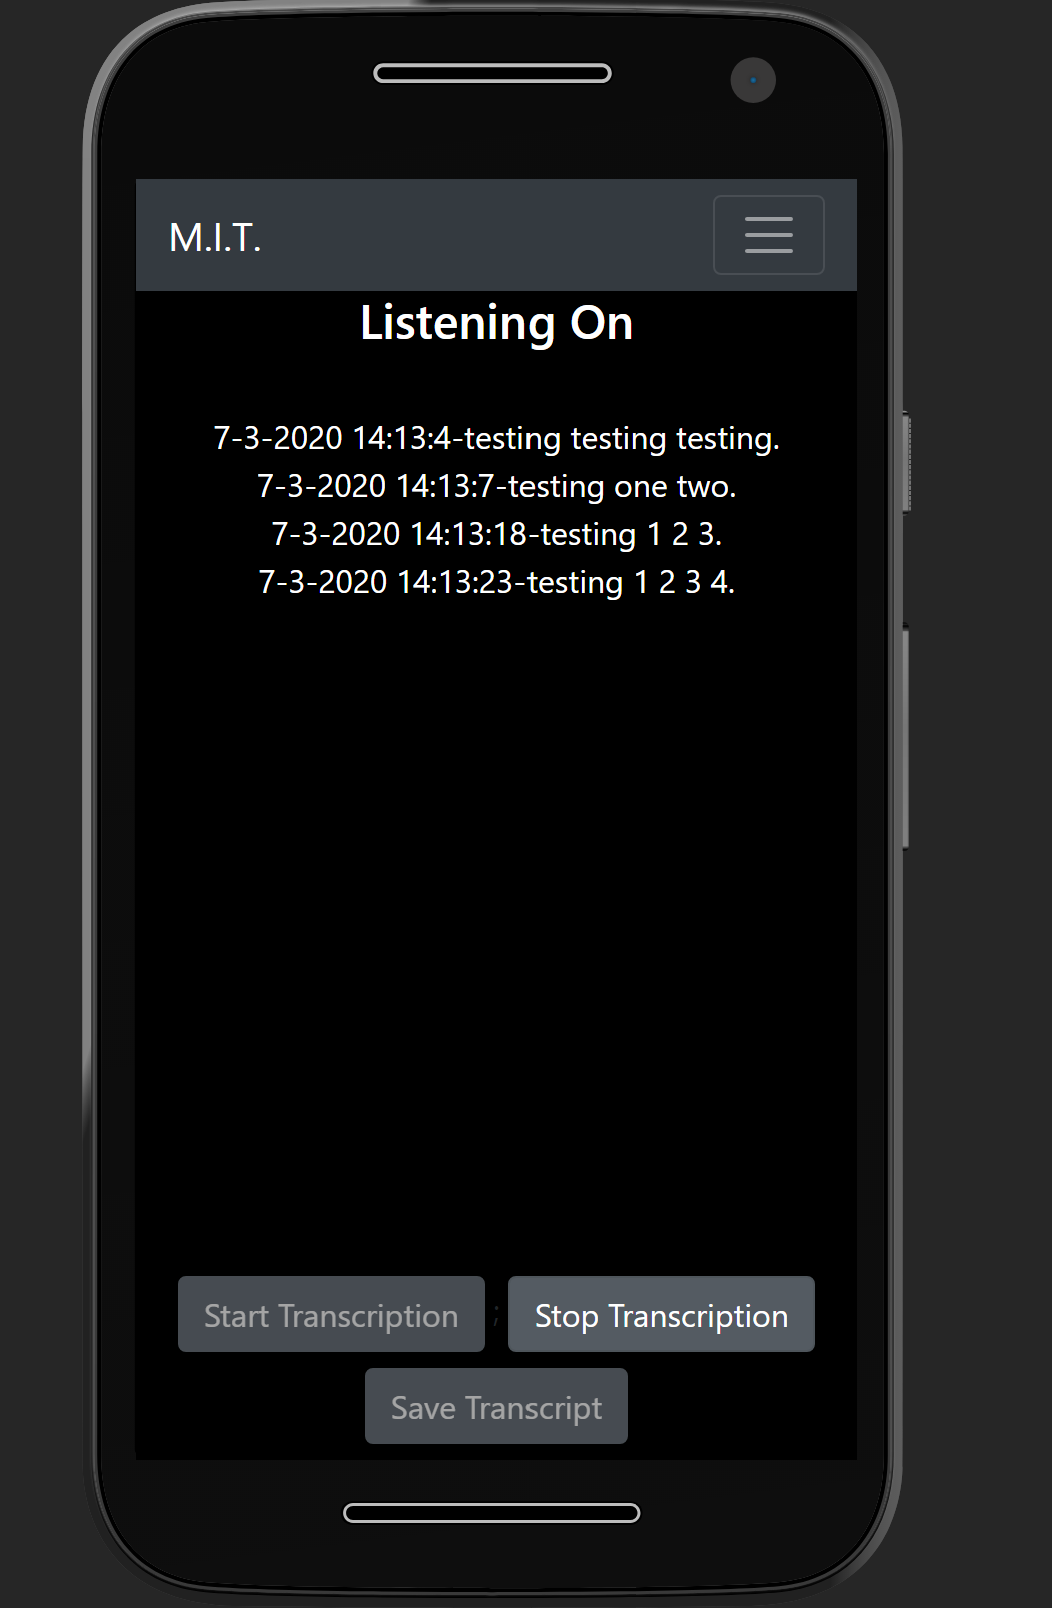 M.I.T.
Listening On
7-3-2020 14:13:4-testing testing testing.
7-3-2020 14:13:7-testing one two.
7-3-2020 14:13:18-testing 1 2 3.
7-3-2020 14:13:23-testing 1 2 3 4.
Start Transcription ; Stop Transcription
Save Transcript